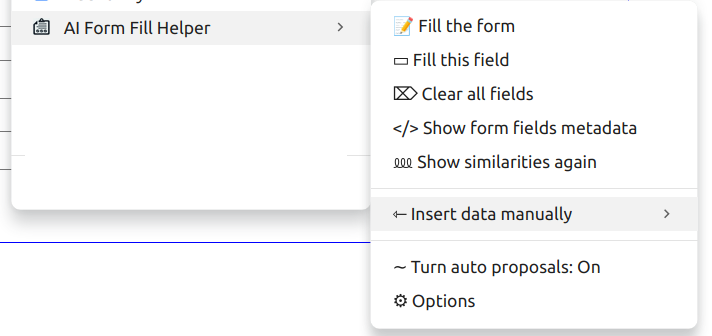 AI Form Fill Helper
📝 Fill the form
▭ Fill this field
⌦ Clear all fields
</> Show form fields metadata
⅏ Show similarities again
⤝ Insert data manually
~ Turn auto proposals: On
⚙ Options